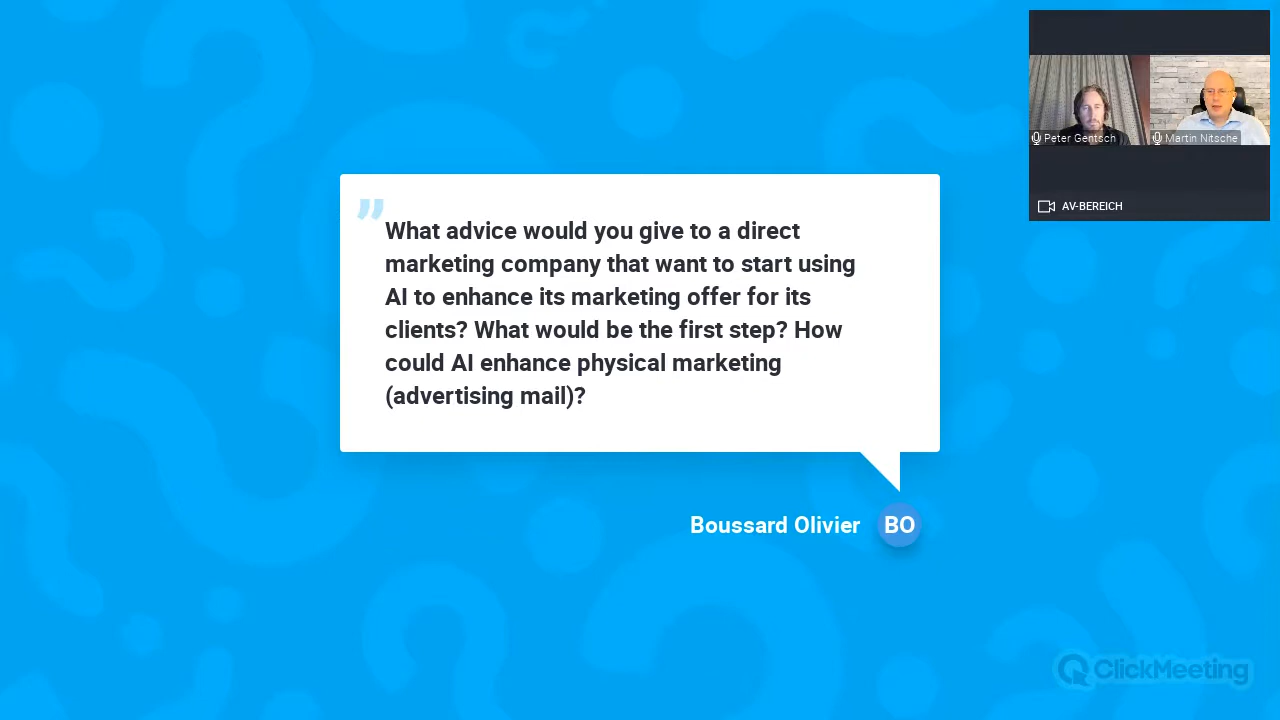 What advice would you give to a direct
marketing company that want to start using
AI to enhance its marketing offer for its
clients? What would be the first step? How
could AI enhance physical marketing
(advertising mail)?
Boussard Olivier BO
Peter Gentsch
Martin Nitsche
AV-BEREICH
ClickMeeting